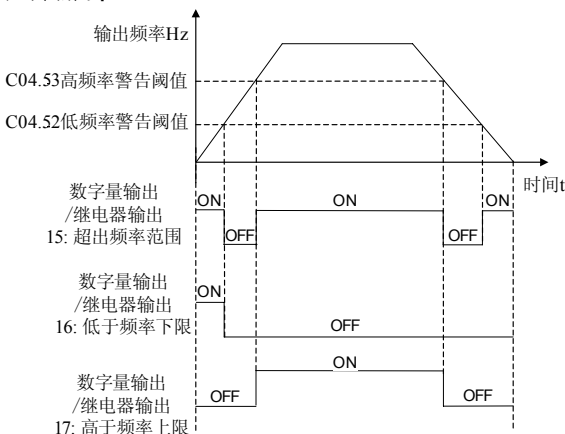 输出频率Hz
C04.53高频率警告阈值
C04.52低频率警告阈值
时间t
数字量输出
/继电器输出
15: 超出频率范围
ON
OFF
ON
OFF
ON
数字量输出
/继电器输出
16: 低于频率下限
ON
OFF
数字量输出
/继电器输出
17: 高于频率上限
OFF
ON
OFF